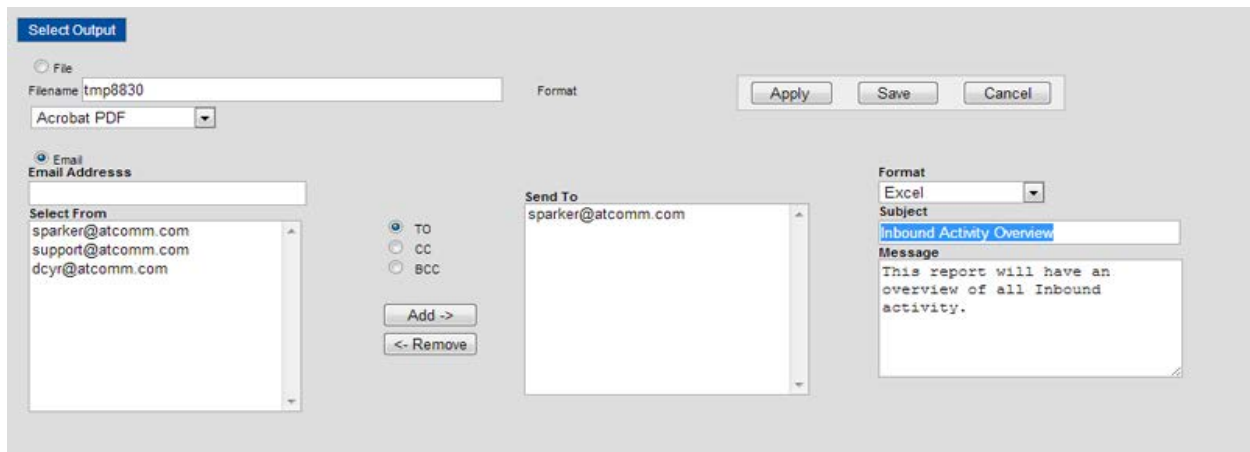 Select Output
File
Filename tmp8830
Format
Apply Save Cancel
Acrobat PDF
Email
Email Addresss
Select From
sparker@atcomm.com
support@atcomm.com
dcyr@atcomm.com
TO
CC
BCC
Add ->
<- Remove
Send To
sparker@atcomm.com
Format
Excel
Subject
Inbound Activity Overview
Message
This report will have an
overview of all Inbound
activity.